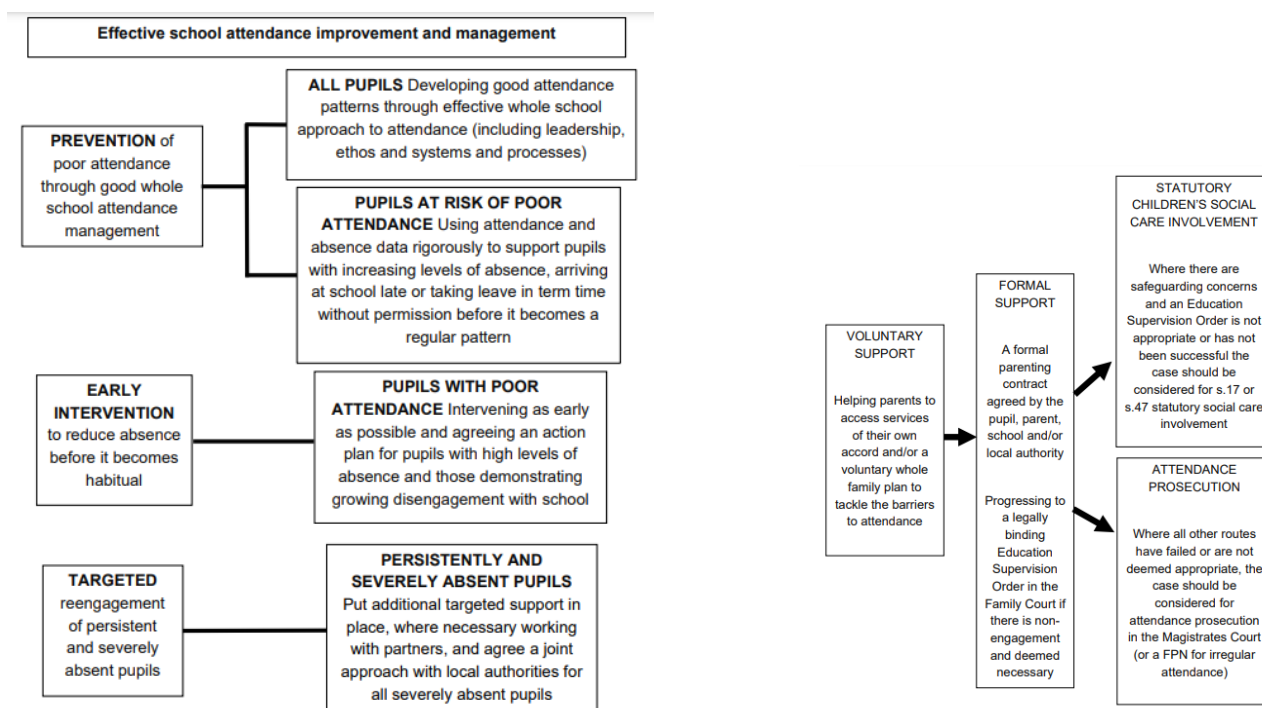 Effective school attendance improvement and management
PREVENTION of
poor attendance
through good whole
school attendance
management
ALL PUPILS Developing good attendance
patterns through effective whole school
approach to attendance (including leadership,
ethos and systems and processes)
PUPILS AT RISK OF POOR
ATTENDANCE Using attendance and
absence data rigorously to support pupils
with increasing levels of absence, arriving
at school late or taking leave in term time
without permission before it becomes a
regular pattern
EARLY
INTERVENTION
to reduce absence
before it becomes
habitual
PUPILS WITH POOR
ATTENDANCE Intervening as early
as possible and agreeing an action
plan for pupils with high levels of
absence and those demonstrating
growing disengagement with school
TARGETED
reengagement
of persistent
and severely
absent pupils
PERSISTENTLY AND
SEVERELY ABSENT PUPILS
Put additional targeted support in
place, where necessary working
with partners, and agree a joint
approach with local authorities for
all severely absent pupils
VOLUNTARY
SUPPORT
Helping parents to
access services
of their own
accord and/or a
voluntary whole
family plan to
tackle the barriers
to attendance
FORMAL
SUPPORT
A formal
parenting
contract
agreed by the
pupil, parent,
school and/or
local authority
Progressing to
a legally
binding
Education
Supervision
Order in the
Family Court if
there is non-
engagement
and deemed
necessary
STATUTORY
CHILDREN'S SOCIAL
CARE INVOLVEMENT
Where there are
safeguarding concerns
and an Education
Supervision Order is not
appropriate or has not
been successful the
case should be
considered for s.17 or
s.47 statutory social care
involvement
ATTENDANCE
PROSECUTION
Where all other routes
have failed or are not
deemed appropriate, the
case should be
considered for
attendance prosecution
in the Magistrates Court
(or a FPN for irregular
attendance)